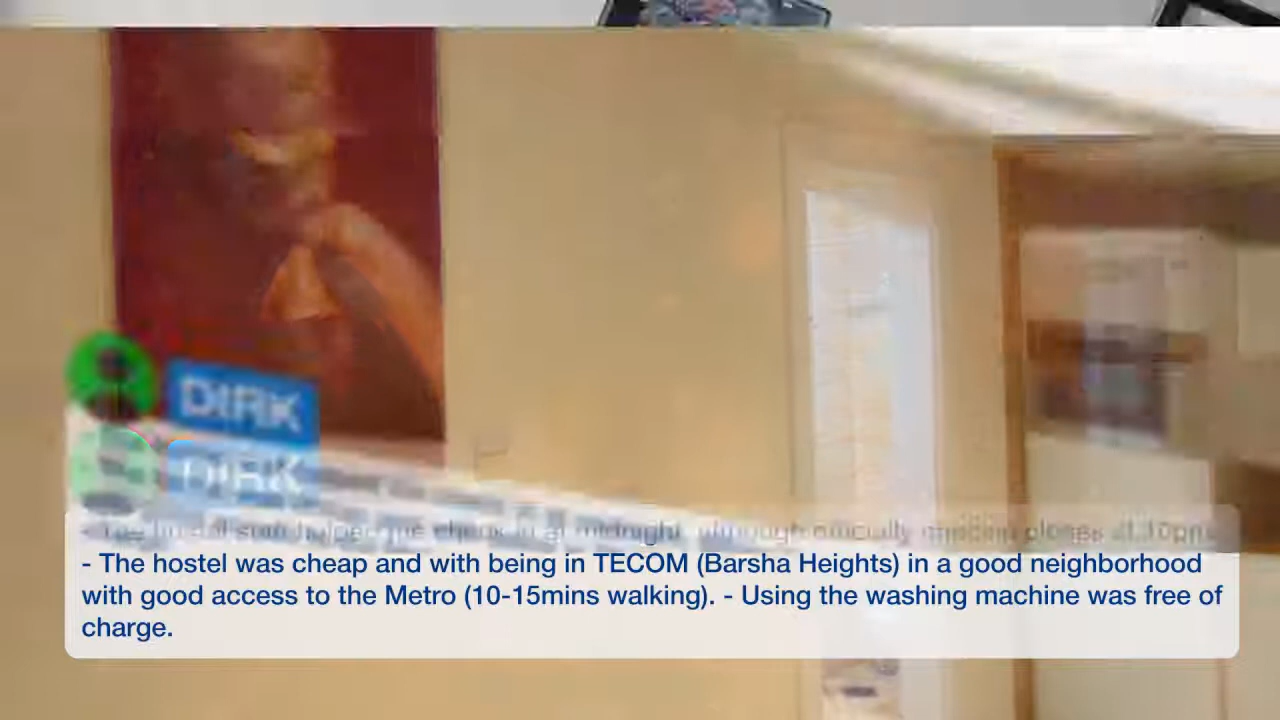 DIRK
DIRK
- The hostel was cheap and with being in TECOM (Barsha Heights) in a good neighborhood
with good access to the Metro (10-15mins walking). - Using the washing machine was free of
charge.